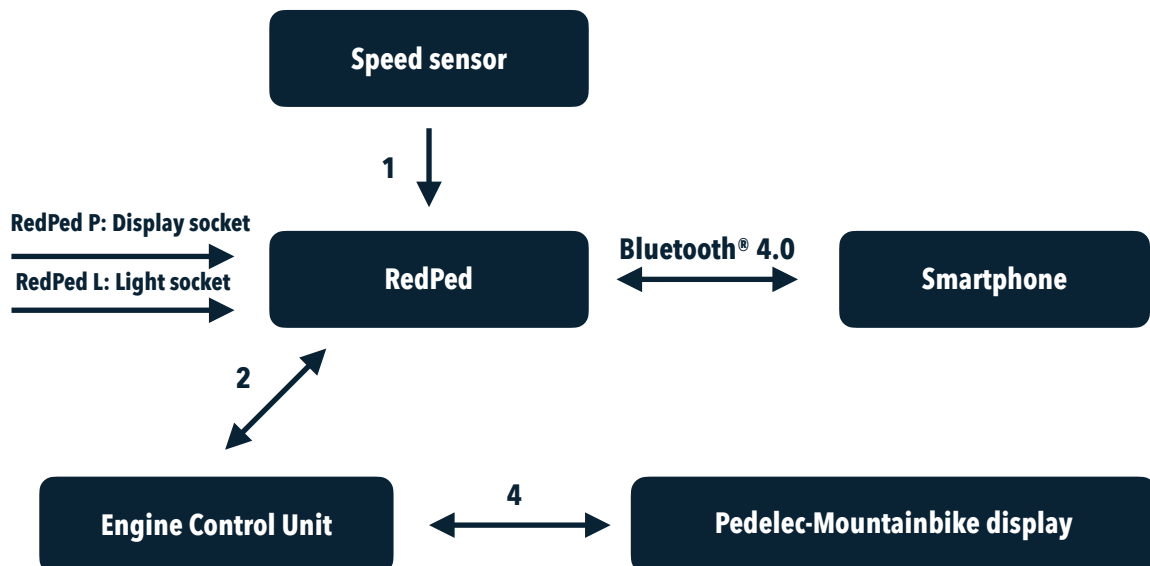 Speed sensor
1
RedPed P: Display socket
RedPed L: Light socket
RedPed
Bluetooth® 4.0
Smartphone
2
Engine Control Unit
4
Pedelec-Mountainbike display